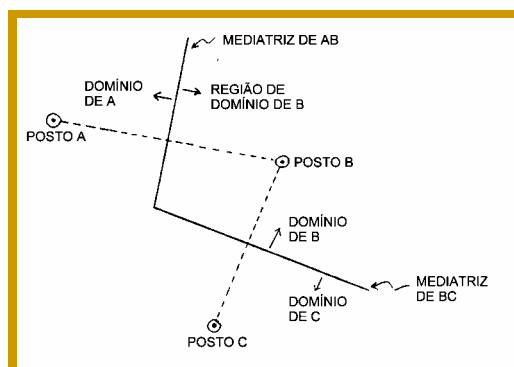 MEDIATRIZ DE AB
DOMÍNIO
DE A
REGIÃO DE
DOMÍNIO DE B
POSTO A
POSTO B
DOMÍNIO
DE B
MEDIATRIZ
DE BC
DOMÍNIO
DE C
POSTO C